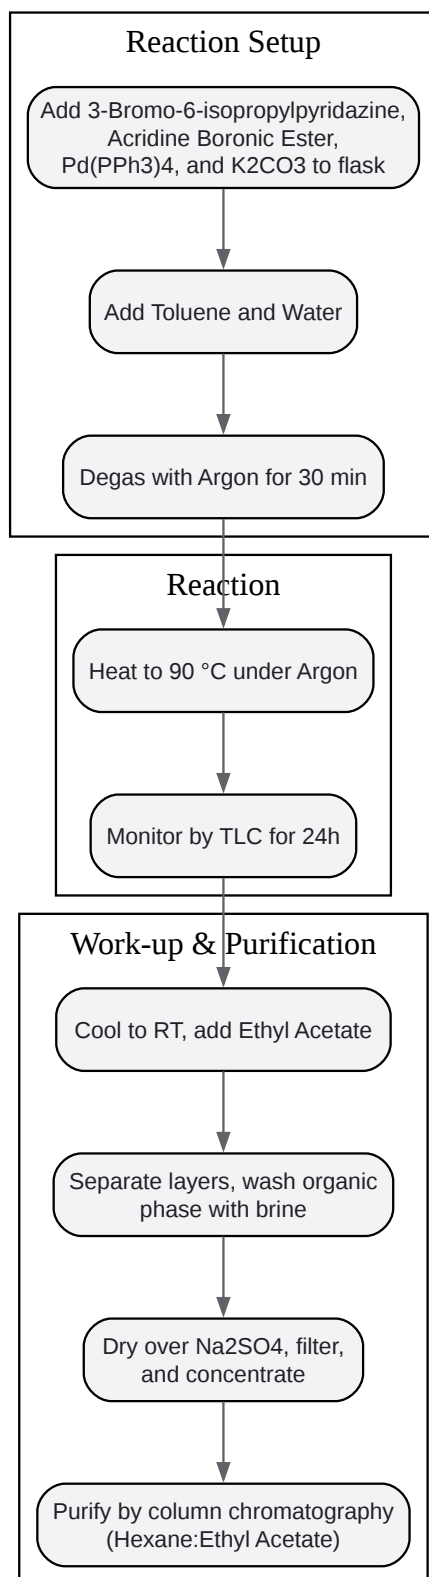 Reaction Setup
Add 3-Bromo-6-isopropylpyridazine,
Acridine Boronic Ester,
Pd(PPh3)4, and K2CO3 to flask
Add Toluene and Water
Degas with Argon for 30 min
Reaction
Heat to 90 °C under Argon
Monitor by TLC for 24h
Work-up & Purification
Cool to RT, add Ethyl Acetate
Separate layers, wash organic
phase with brine
Dry over Na2SO4, filter,
and concentrate
Purify by column chromatography
(Hexane:Ethyl Acetate)